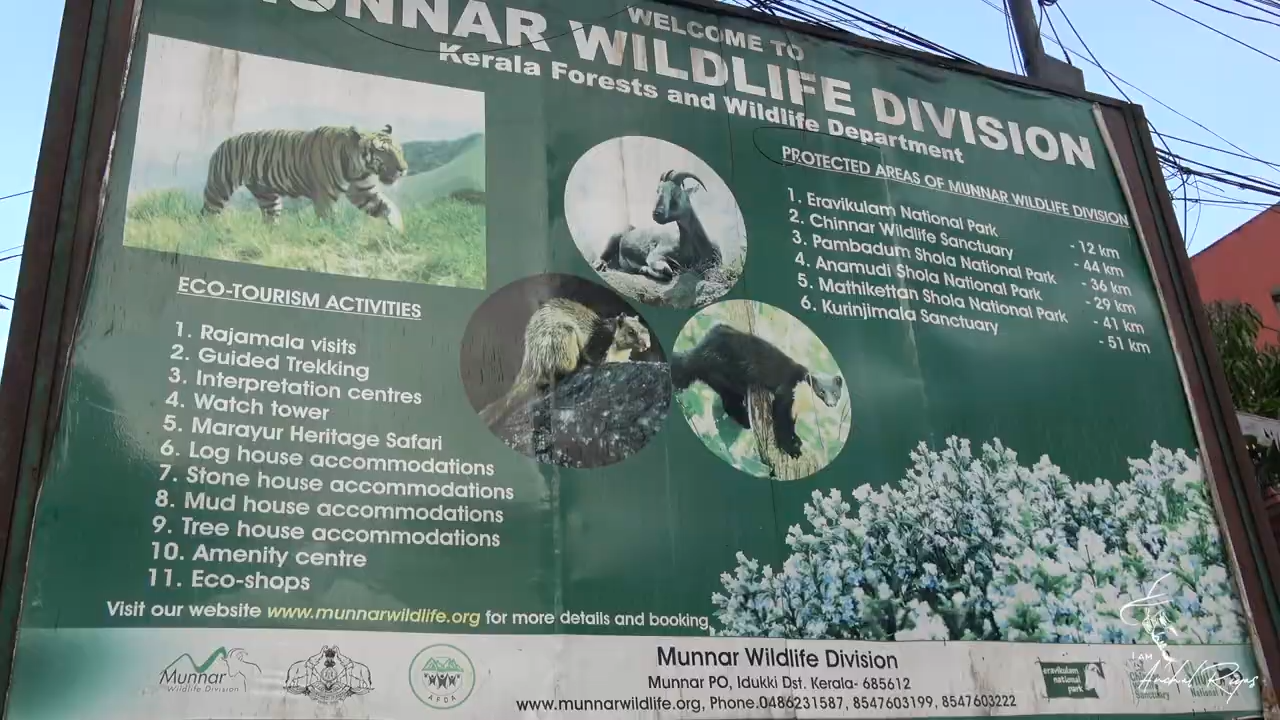 WELCOME TO
MUNNAR WILDLIFE DIVISION
Kerala Forests and Wildlife Department
ECO-TOURISM ACTIVITIES
1. Rajamala visits
2. Guided Trekking
3. Interpretation centres
4. Watch tower
5. Marayur Heritage Safari
6. Log house accommodations
7. Stone house accommodations
8. Mud house accommodations
9. Tree house accommodations
10. Amenity centre
11. Eco-shops
PROTECTED AREAS OF MUNNAR WILDLIFE DIVISION
1. Eravikulam National Park - 12 km
2. Chinnar Wildlife Sanctuary - 44 km
3. Pambadum Shola National Park - 36 km
4. Anamudi Shola National Park - 29 km
5. Mathikettan Shola National Park - 41 km
6. Kurinjimala Sanctuary - 51 km
Visit our website www.munnarwildlife.org for more details and booking
Munnar
Wildlife Division
Munnar Wildlife Division
Munnar PO, Idukki Dst. Kerala- 685612
www.munnarwildlife.org, Phone.0486231587, 8547603199, 8547603222
eravikulam
national
park
I AM